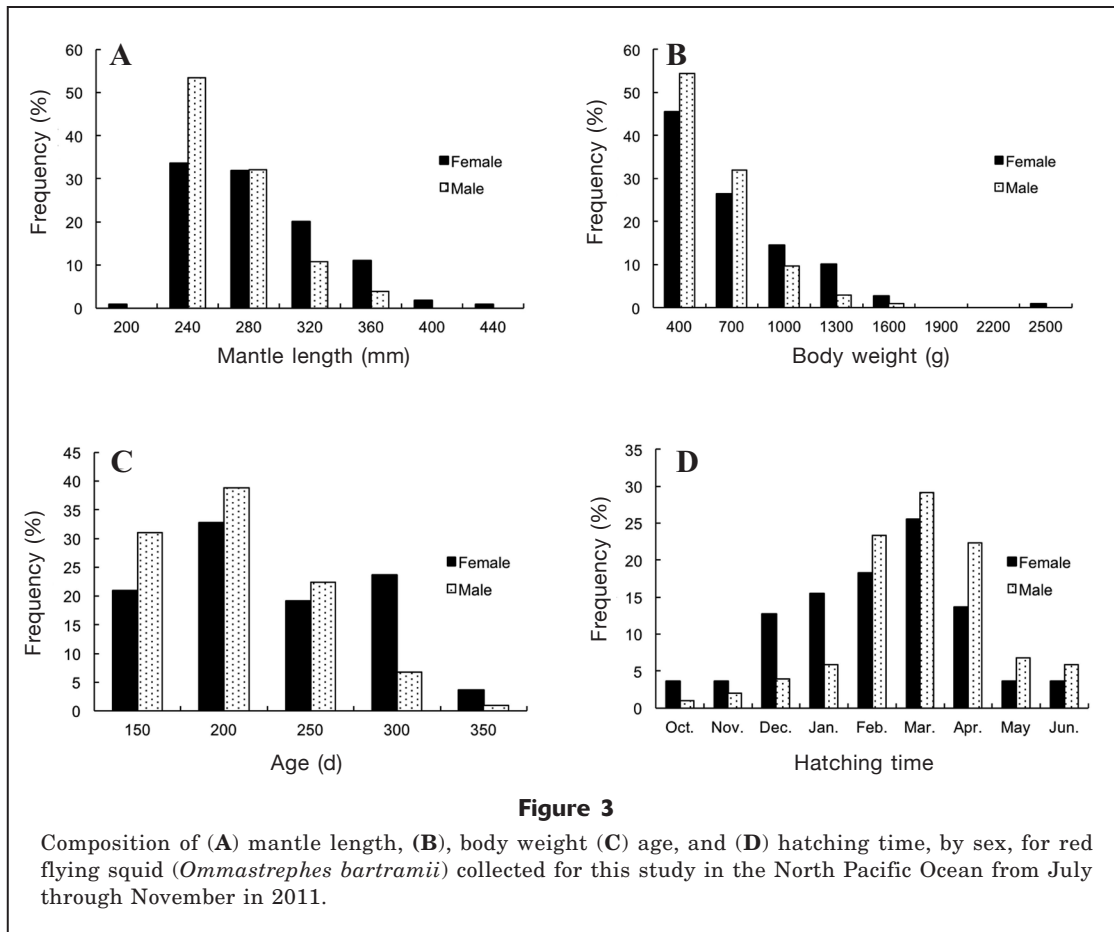 A
60
50
40
30
20
10
0
Frequency (%)
Female
Male
200 240 280 320 360 400 440
Mantle length (mm)
B
60
50
40
30
20
10
0
Frequency (%)
Female
Male
400 700 1000 1300 1600 1900 2200 2500
Body weight (g)
C
45
40
35
30
25
20
15
10
5
0
Frequency (%)
Female
Male
150 200 250 300 350
Age (d)
D
35
30
25
20
15
10
5
0
Frequency (%)
Female
Male
Oct. Nov. Dec. Jan. Feb. Mar. Apr. May Jun.
Hatching time
Figure 3
Composition of (A) mantle length, (B), body weight (C) age, and (D) hatching time, by sex, for red
flying squid (Ommastrephes bartramii) collected for this study in the North Pacific Ocean from July
through November in 2011.